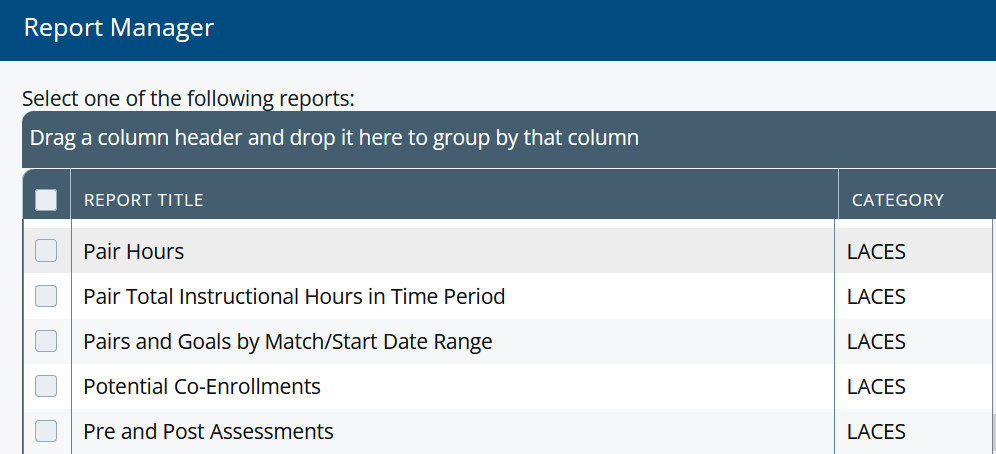 Report Manager
Select one of the following reports:
Drag a column header and drop it here to group by that column
REPORT TITLE CATEGORY
Pair Hours LACES
Pair Total Instructional Hours in Time Period LACES
Pairs and Goals by Match/Start Date Range LACES
Potential Co-Enrollments LACES
Pre and Post Assessments LACES